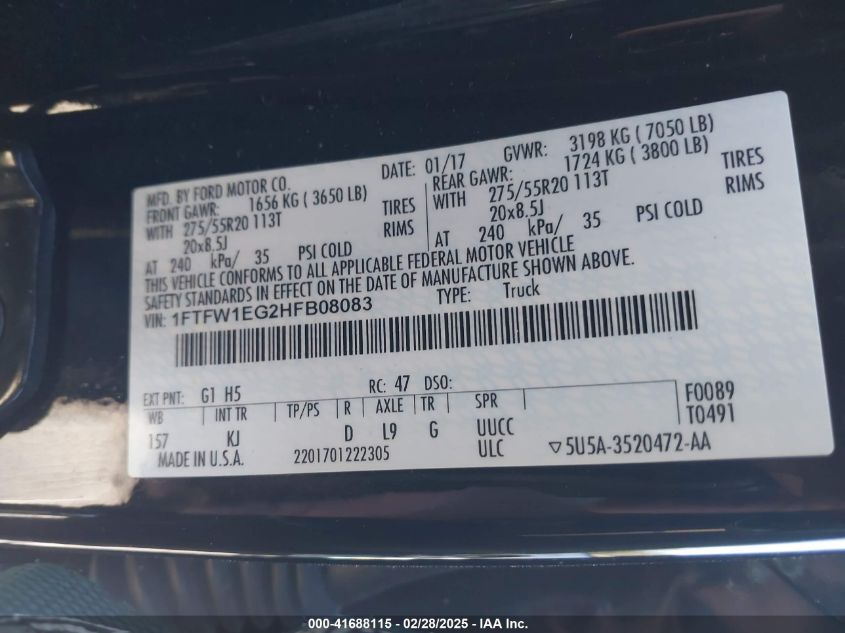 MFD. BY FORD MOTOR CO. DATE: 01/17 GVWR: 3198 KG ( 7050 LB)
FRONT GAWR: 1656 KG ( 3650 LB) REAR GAWR: 1724 KG ( 3800 LB)
WITH 275/55R20 113T TIRES WITH 275/55R20 113T TIRES
20x8.5J RIMS 20x8.5J RIMS
AT 240 kPa/ 35 PSI COLD AT 240 kPa/ 35 PSI COLD
THIS VEHICLE CONFORMS TO ALL APPLICABLE FEDERAL MOTOR VEHICLE
SAFETY STANDARDS IN EFFECT ON THE DATE OF MANUFACTURE SHOWN ABOVE.
VIN: 1FTFW1EG2HFB08083 TYPE: Truck
EXT PNT: G1 H5 RC: 47 DSO: F0089
WB INT TR TP/PS R AXLE TR SPR T0491
157 KJ D L9 G UUCC
MADE IN U.S.A. 2201701222305 ULC ▽5U5A-3520472-AA
000-41688115 - 02/28/2025 - IAA Inc.